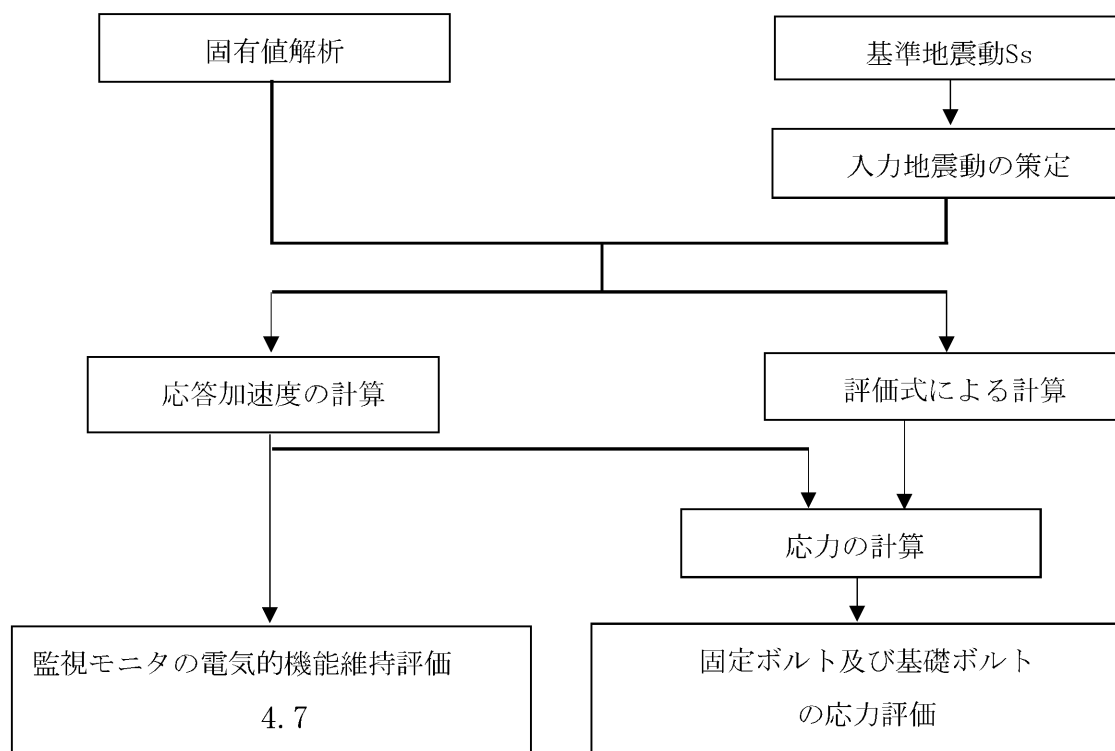 固有値解析
基準地震動Ss
入力地震動の策定
応答加速度の計算
評価式による計算
応力の計算
監視モニタの電気的機能維持評価
4.7
固定ボルト及び基礎ボルト
の応力評価